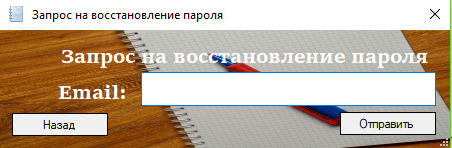 Запрос на восстановление пароля
Запрос на восстановление пароля
Email:
Назад
Отправить